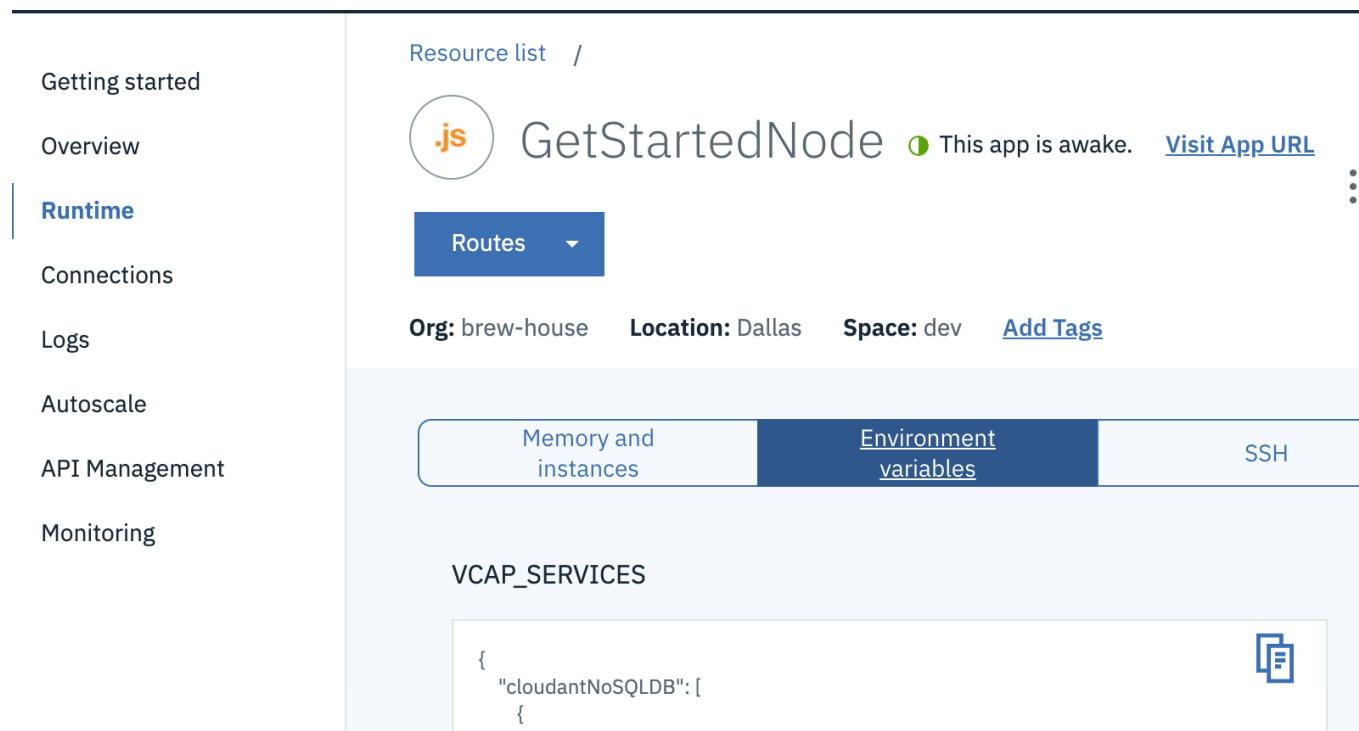 Getting started
Overview
Runtime
Connections
Logs
Autoscale
API Management
Monitoring
Resource list /
.js
GetStartedNode This app is awake. Visit App URL
Routes
Org: brew-house Location: Dallas Space: dev Add Tags
Memory and instances
Environment variables
SSH
VCAP_SERVICES
{
"cloudantNoSQLDB": [
{